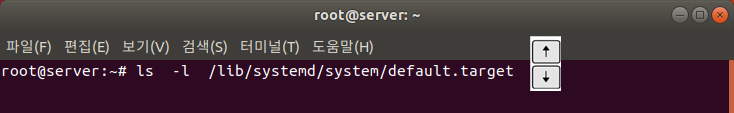 root@server: ~
파일(F) 편집(E) 보기(V) 검색(S) 터미널(T) 도움말(H)
root@server:~# ls  -l  /lib/systemd/system/default.target